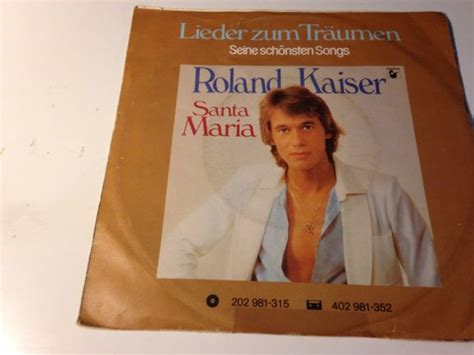 Lieder zum Träumen
Seine schönsten Songs
Roland Kaiser
Santa
Maria
202 981-315 402 981-352